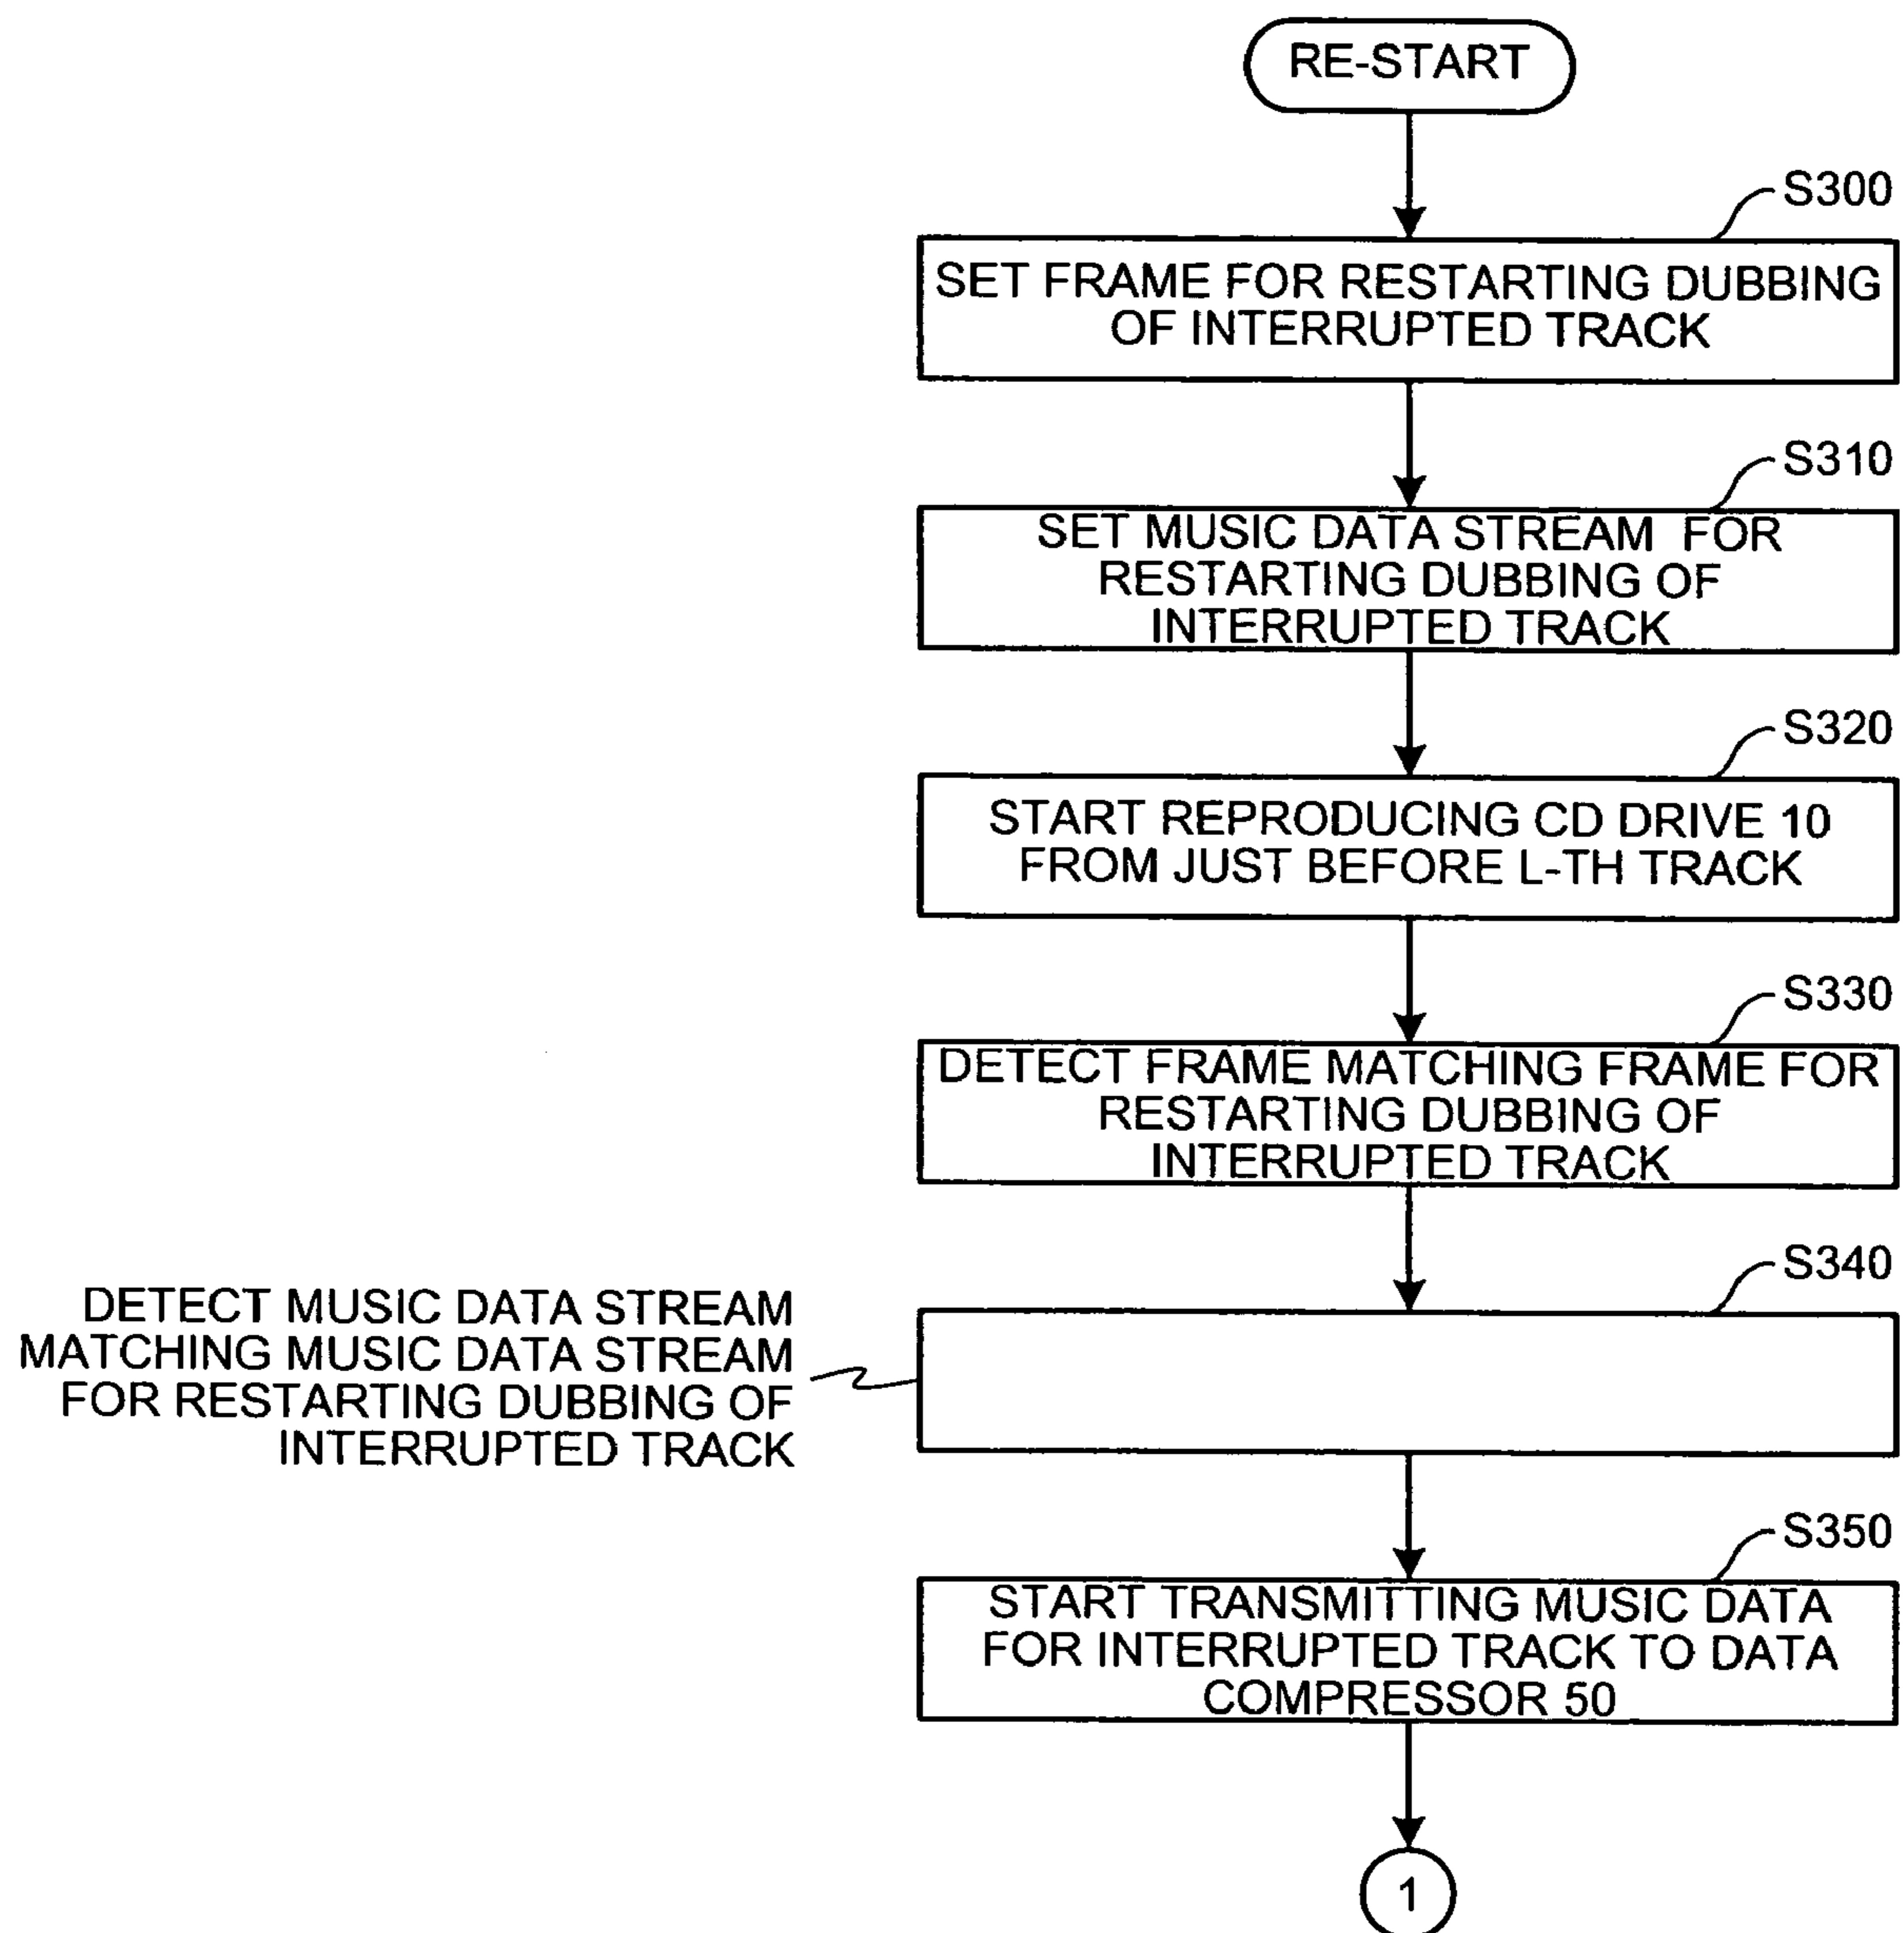 RE-START
S300
SET FRAME FOR RESTARTING DUBBING
OF INTERRUPTED TRACK
S310
SET MUSIC DATA STREAM FOR
RESTARTING DUBBING OF
INTERRUPTED TRACK
S320
START REPRODUCING CD DRIVE 10
FROM JUST BEFORE L-TH TRACK
S330
DETECT FRAME MATCHING FRAME FOR
RESTARTING DUBBING OF
INTERRUPTED TRACK
S340
DETECT MUSIC DATA STREAM
MATCHING MUSIC DATA STREAM
FOR RESTARTING DUBBING OF
INTERRUPTED TRACK
S350
START TRANSMITTING MUSIC DATA
FOR INTERRUPTED TRACK TO DATA
COMPRESSOR 50
1